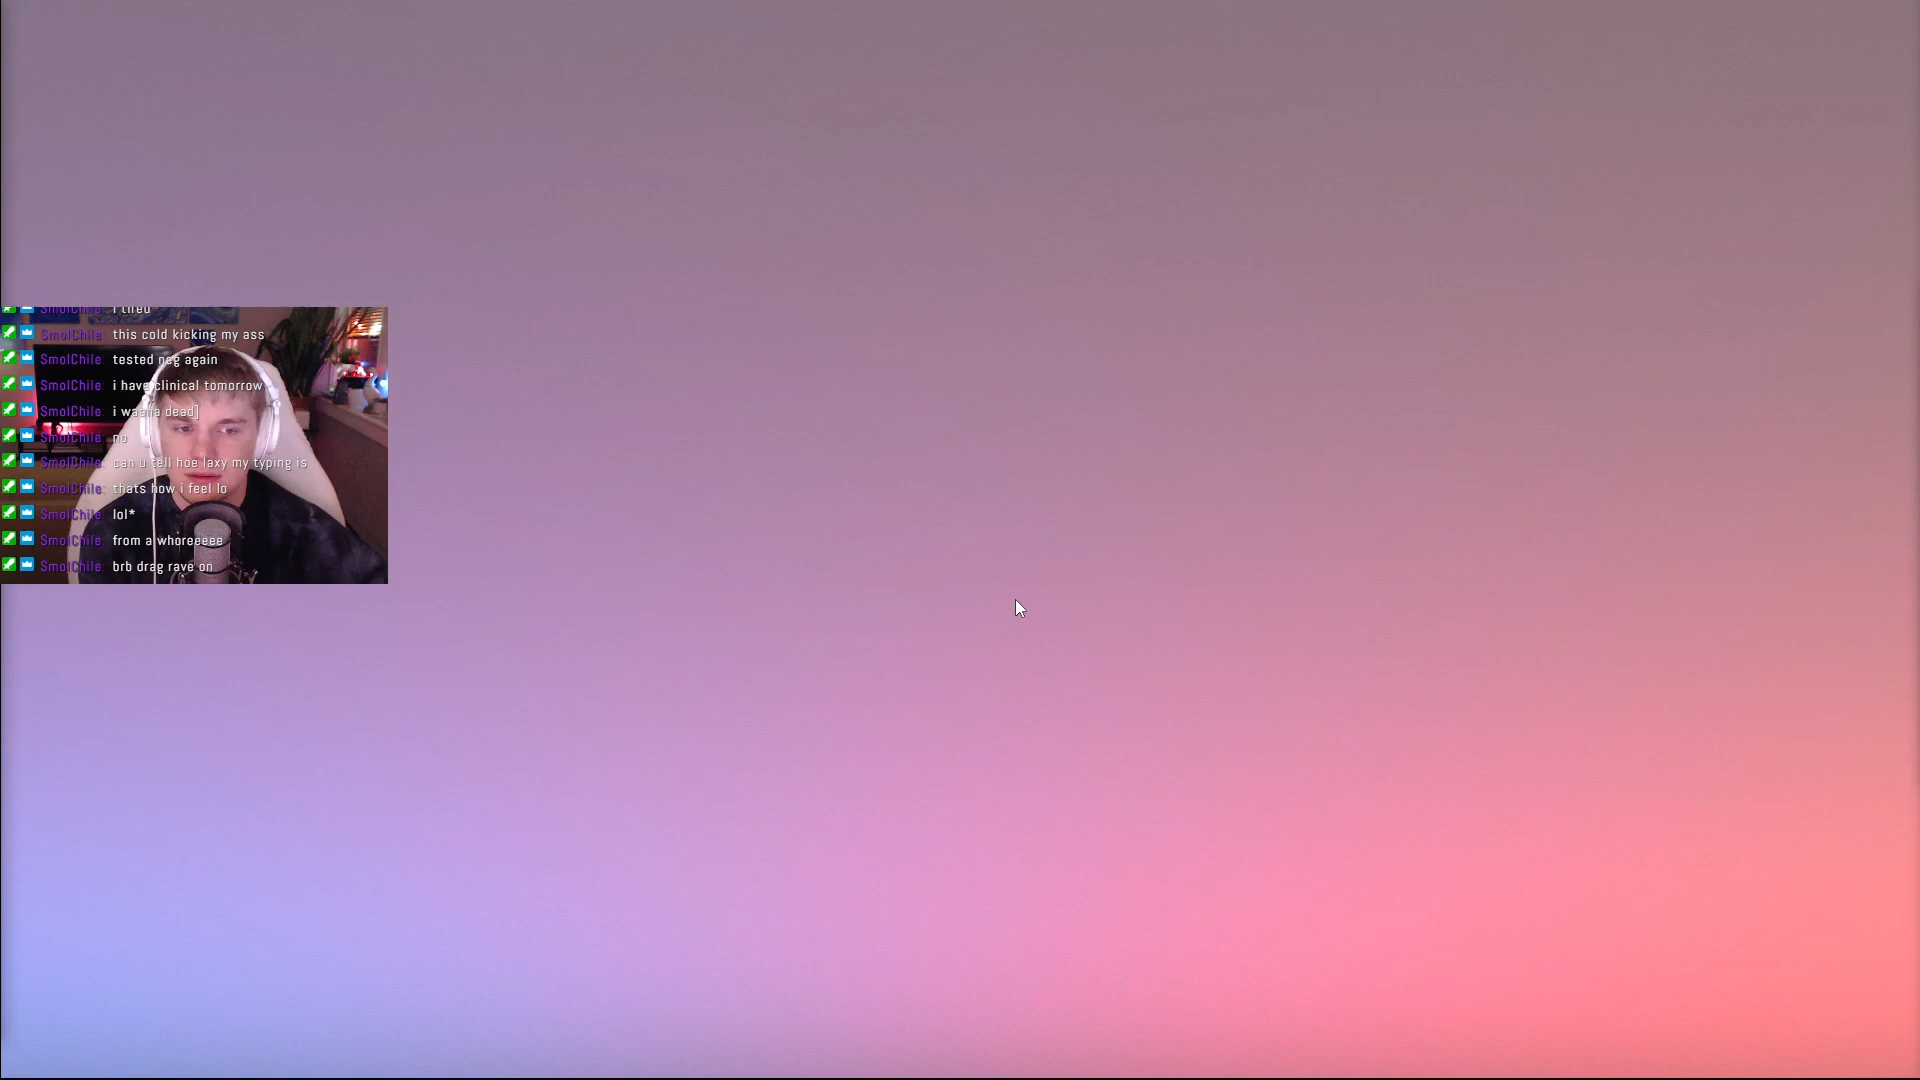 SmolChile: i tired
SmolChile: this cold kicking my ass
SmolChile: tested neg again
SmolChile: i have clinical tomorrow
SmolChile: i wanna dead]
SmolChile: no
SmolChile: can u tell hoe laxy my typing is
SmolChile: thats how i feel lo
SmolChile: lol*
SmolChile: from a whoreeeee
SmolChile: brb drag rave on